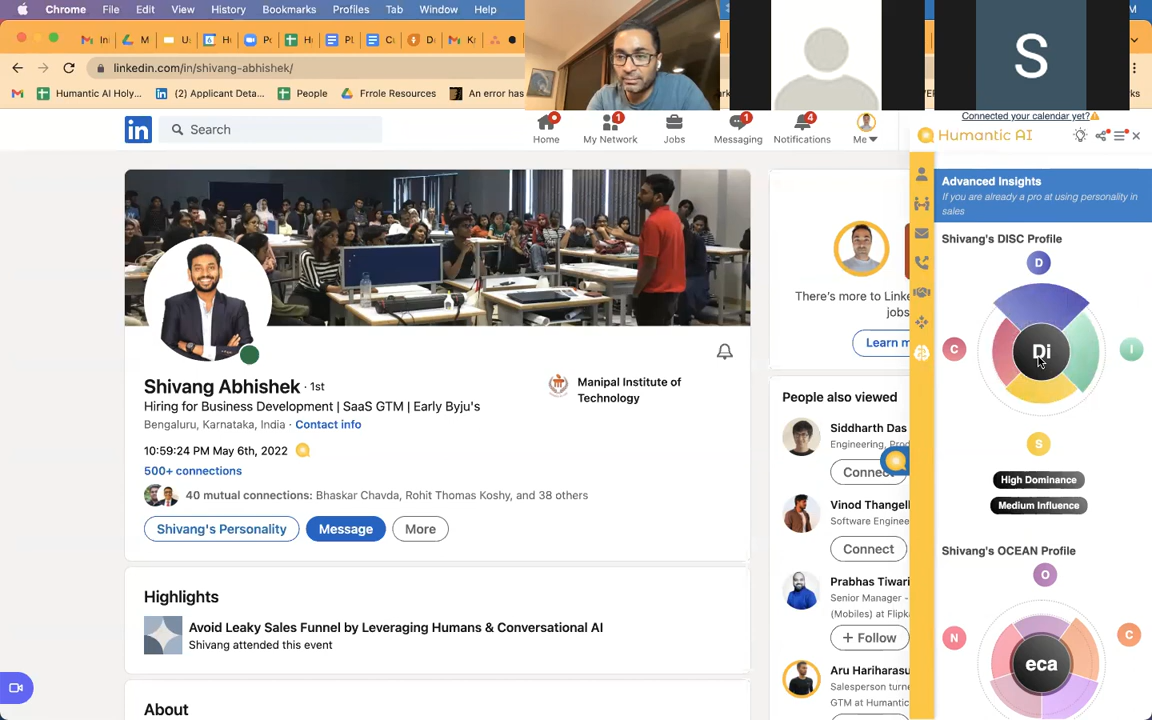 Chrome File Edit View History Bookmarks Profiles Tab Window Help
linkedin.com/in/shivang-abhishek/
Humantic AI Holy... (2) Applicant Deta... People Frrole Resources An error has
S
Connected your calendar yet?
in Search
Home My Network Jobs Messaging Notifications Me
1 1 4
Humantic AI
Advanced Insights
If you are already a pro at using personality in
sales
Shivang's DISC Profile
D
C Di I
S
High Dominance
Medium Influence
Shivang's OCEAN Profile
O
N eca C
There's more to Linke
jobs
Learn m
Shivang Abhishek · 1st
Hiring for Business Development | SaaS GTM | Early Byju's
Bengaluru, Karnataka, India · Contact info
10:59:24 PM May 6th, 2022
500+ connections
40 mutual connections: Bhaskar Chavda, Rohit Thomas Koshy, and 38 others
Shivang's Personality Message More
Manipal Institute of
Technology
Highlights
Avoid Leaky Sales Funnel by Leveraging Humans & Conversational AI
Shivang attended this event
About
People also viewed
Siddharth Das
Engineering, Prod
Connect
Vinod Thangell
Software Enginee
Connect
Prabhas Tiwari
Senior Manager -
(Mobiles) at Flipk
+ Follow
Aru Hariharasu
Salesperson turne
GTM at Humantic